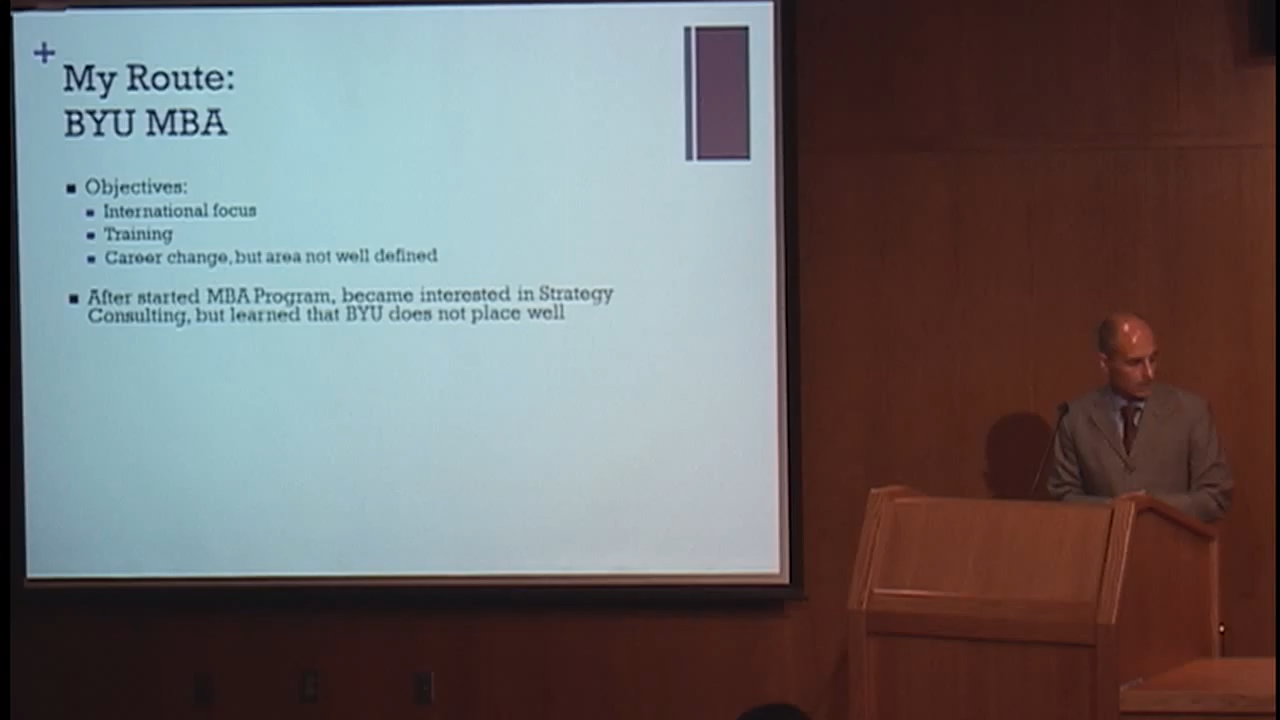 +
My Route:
BYU MBA
Objectives:
International focus
Training
Career change, but area not well defined
After started MBA Program, became interested in Strategy
Consulting, but learned that BYU does not place well